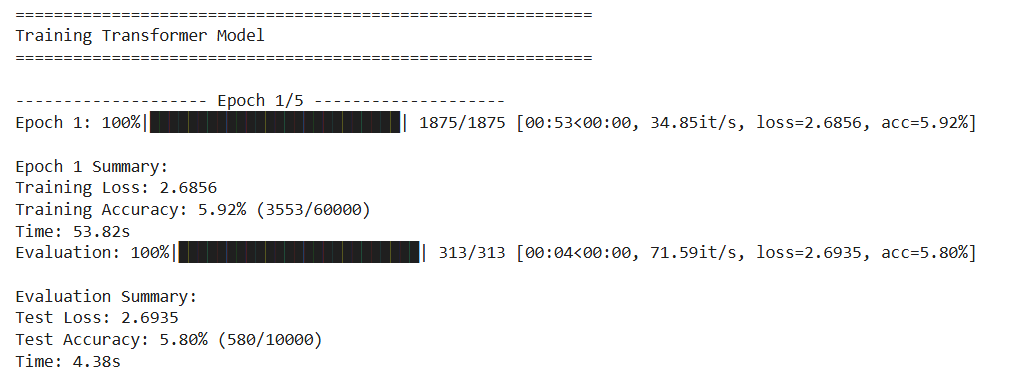 ============================================================
Training Transformer Model
============================================================
-------------------- Epoch 1/5 --------------------
Epoch 1: 100%|██████████████████████████| 1875/1875 [00:53<00:00, 34.85it/s, loss=2.6856, acc=5.92%]
Epoch 1 Summary:
Training Loss: 2.6856
Training Accuracy: 5.92% (3553/60000)
Time: 53.82s
Evaluation: 100%|█████████████████████████| 313/313 [00:04<00:00, 71.59it/s, loss=2.6935, acc=5.80%]
Evaluation Summary:
Test Loss: 2.6935
Test Accuracy: 5.80% (580/10000)
Time: 4.38s